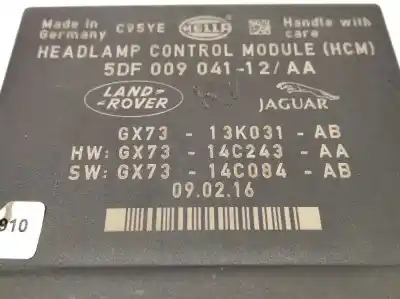 Made in Germany
C95YE
HELLA
Handle with care
HEADLAMP CONTROL MODULE (HCM)
5DF 009 041-12/AA
LAND-ROVER
JAGUAR
GX73 - 13K031 - AB
HW: GX73 - 14C243 - AA
SW: GX73 - 14C084 - AB
09.02.16
910